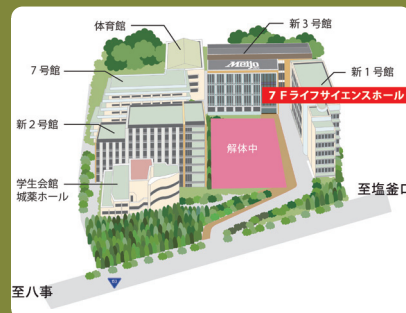 体育館
新3号館
7号館
Meijo
新1号館
7Fライフサイエンスホール
新2号館
解体中
学生会館
城薬ホール
至塩釜口
至八事